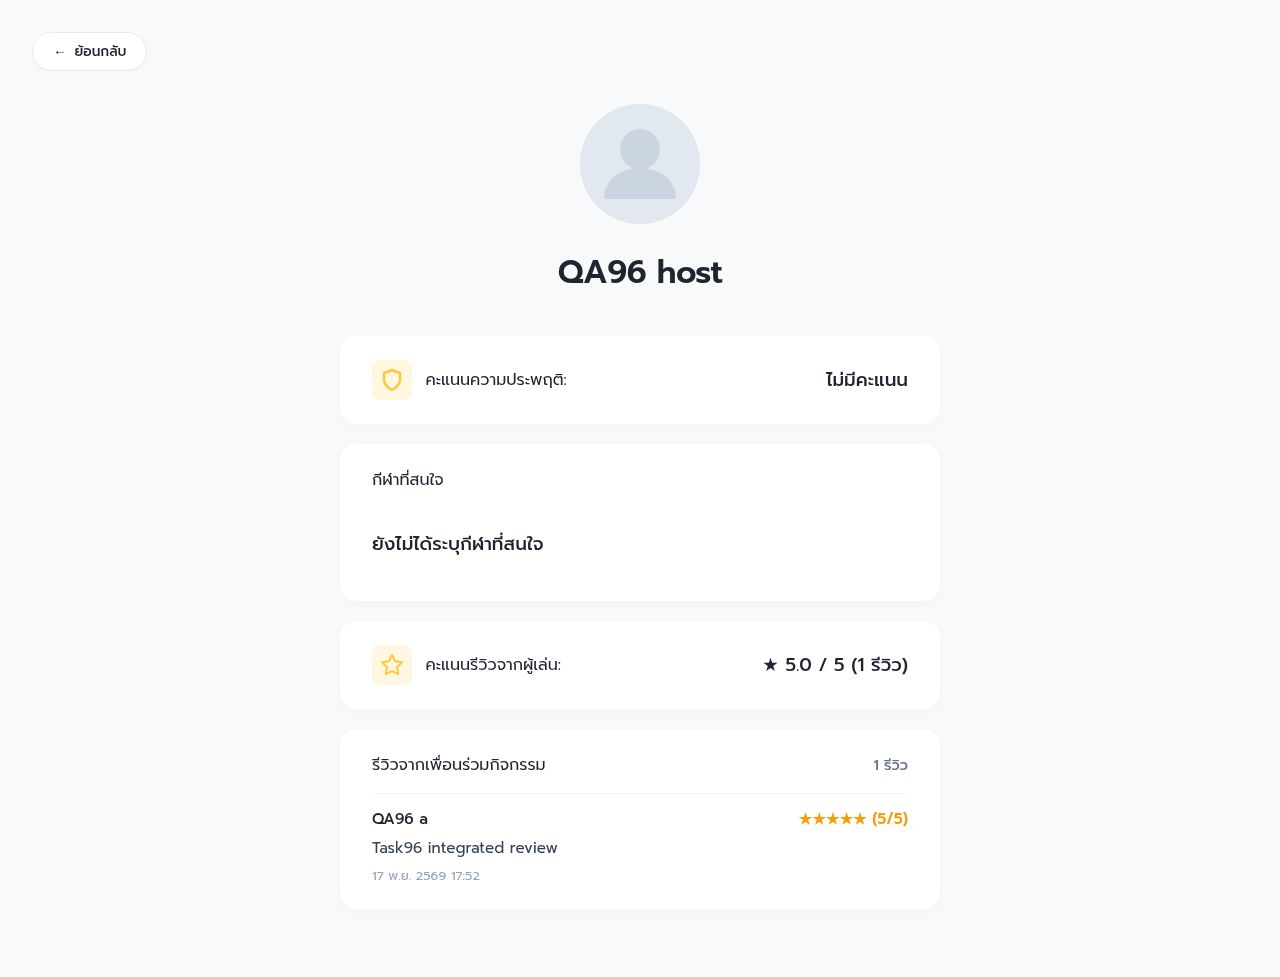 ← ย้อนกลับ
QA96 host
คะแนนความประพฤติ: ไม่มีคะแนน
กีฬาที่สนใจ
ยังไม่ได้ระบุกีฬาที่สนใจ
คะแนนรีวิวจากผู้เล่น: ★ 5.0 / 5 (1 รีวิว)
รีวิวจากเพื่อนร่วมกิจกรรม 1 รีวิว
QA96 a ★★★★★ (5/5)
Task96 integrated review
17 พ.ย. 2569 17:52